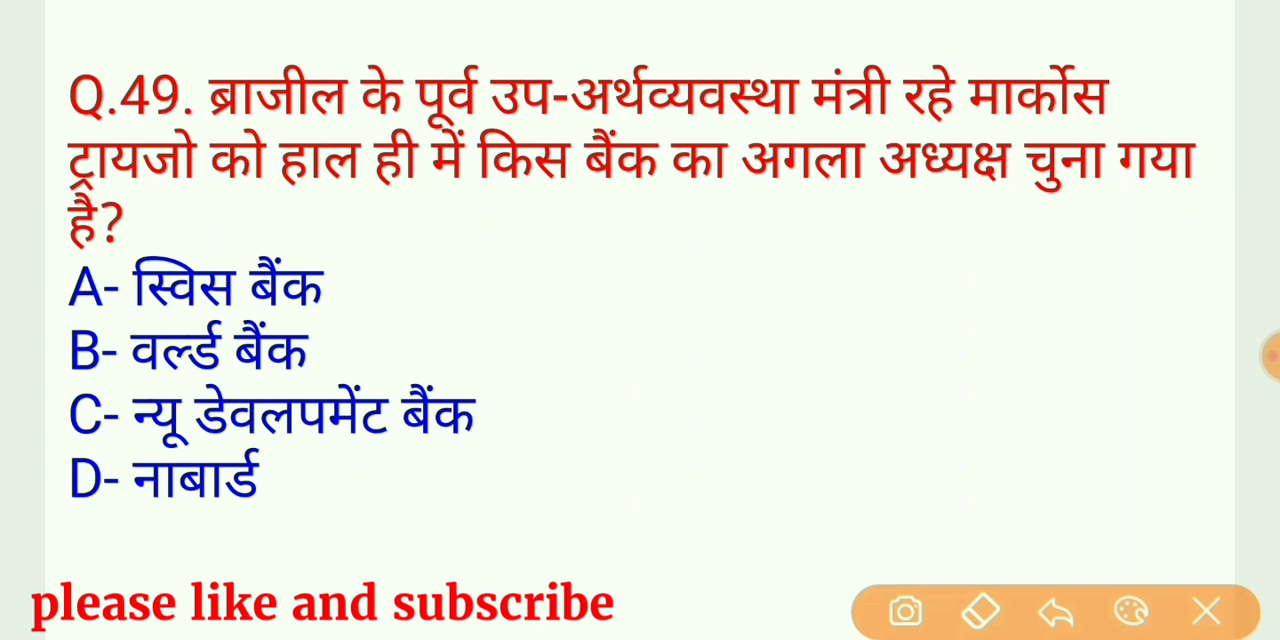 Q.49. ब्राजील के पूर्व उप-अर्थव्यवस्था मंत्री रहे मार्कोस
ट्रायजो को हाल ही में किस बैंक का अगला अध्यक्ष चुना गया
है?
A- स्विस बैंक
B- वर्ल्ड बैंक
C- न्यू डेवलपमेंट बैंक
D- नाबार्ड
please like and subscribe